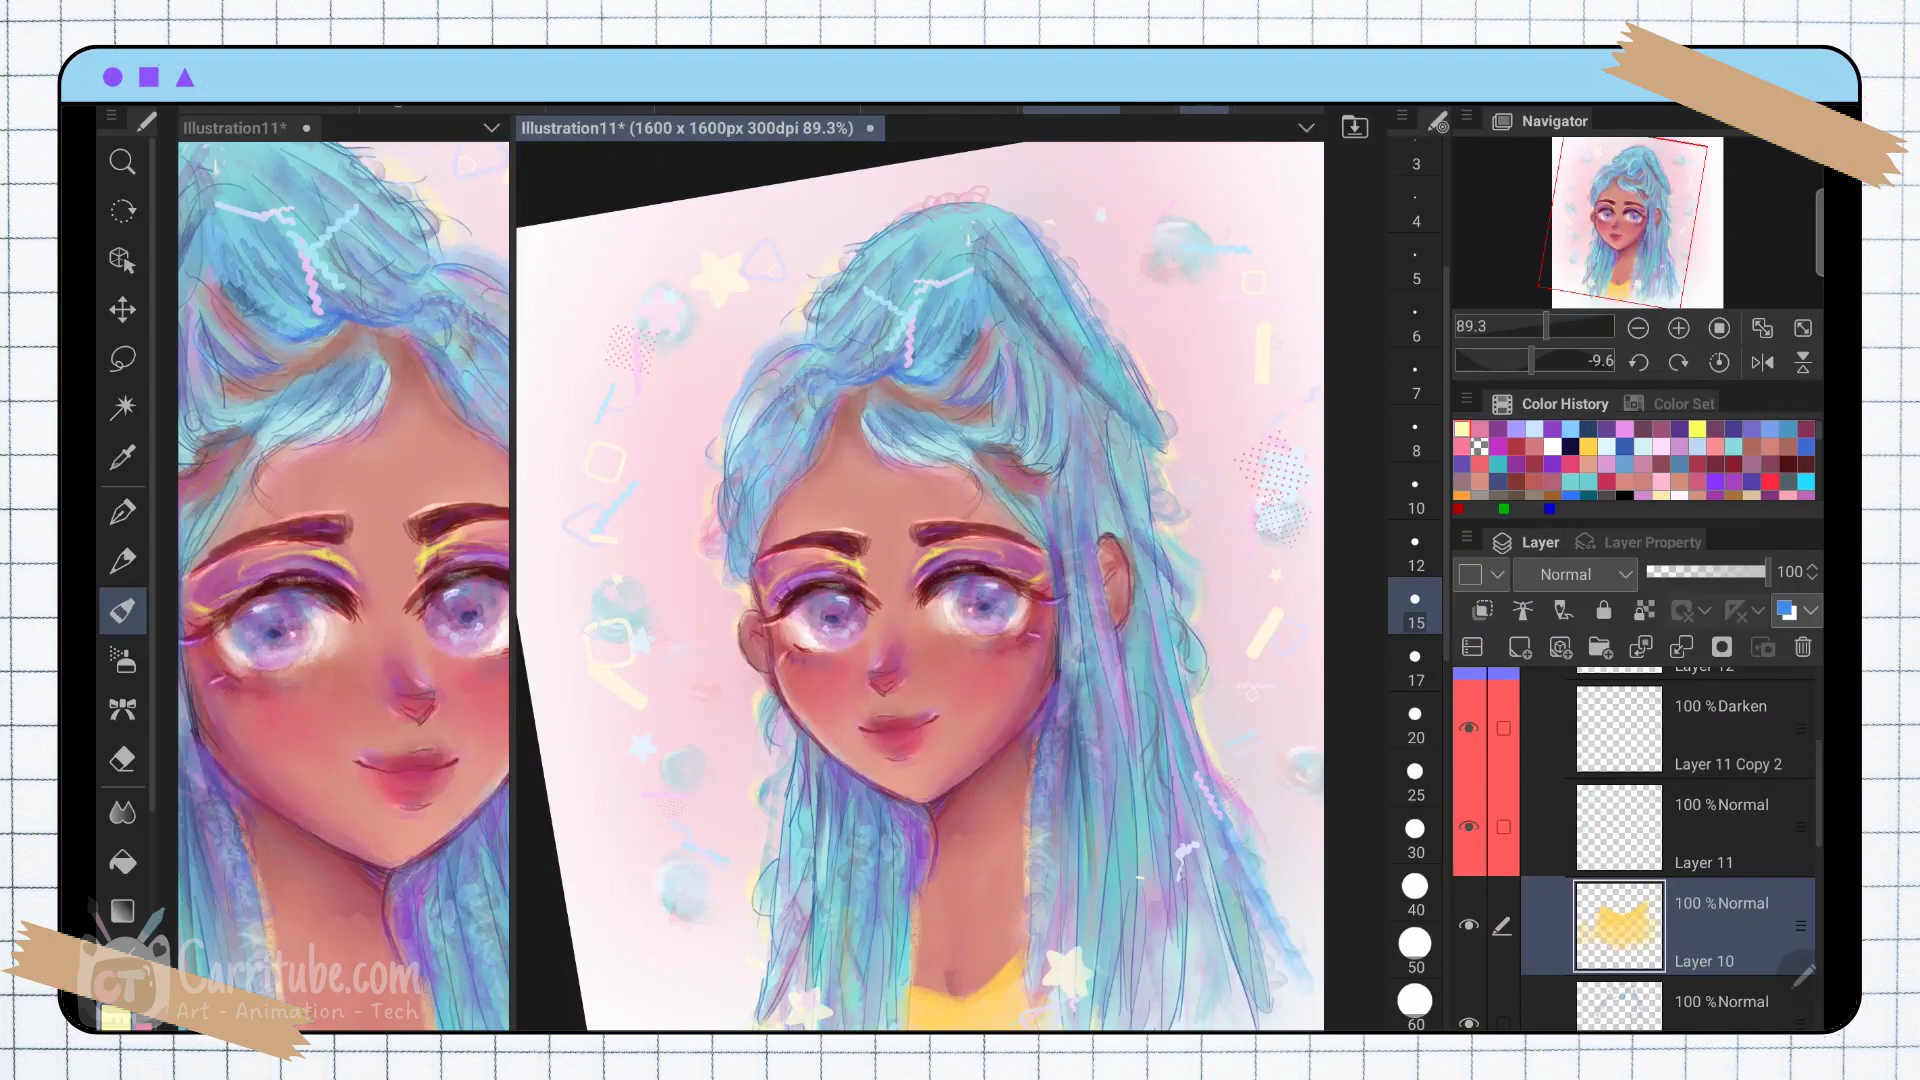 Illustration11*
Illustration11* (1600 x 1600px 300dpi 89.3%)
Navigator
3
4
5
6
7
8
10
12
15
17
20
25
30
40
50
60
89.3
-9.6
Color History
Color Set
Layer
Layer Property
Normal
100
Layer 12
100 %Darken
Layer 11 Copy 2
100 %Normal
Layer 11
100 %Normal
Layer 10
100 %Normal
CT
Carritube.com
Art - Animation - Tech